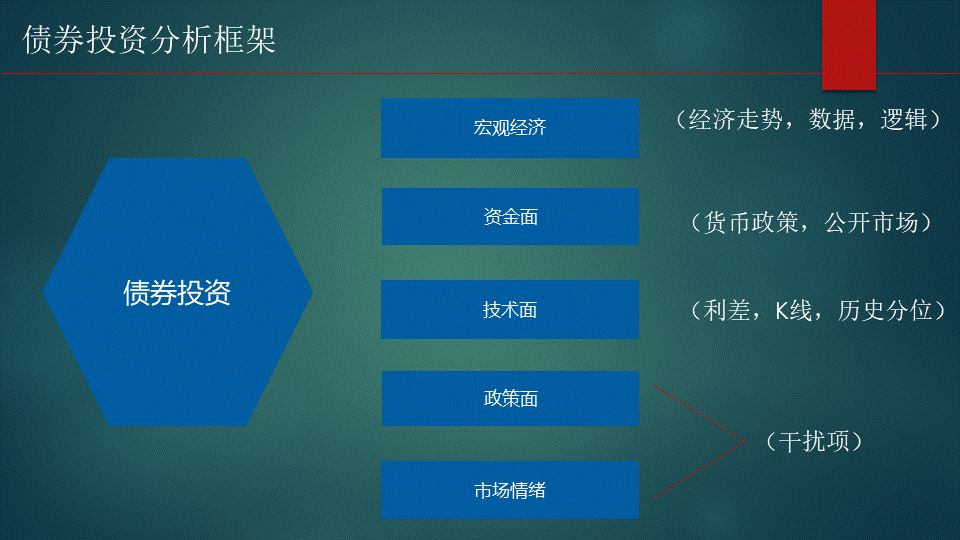 债券投资分析框架
宏观经济
（经济走势，数据，逻辑）
资金面
（货币政策，公开市场）
债券投资
技术面
（利差，K线，历史分位）
政策面
（干扰项）
市场情绪